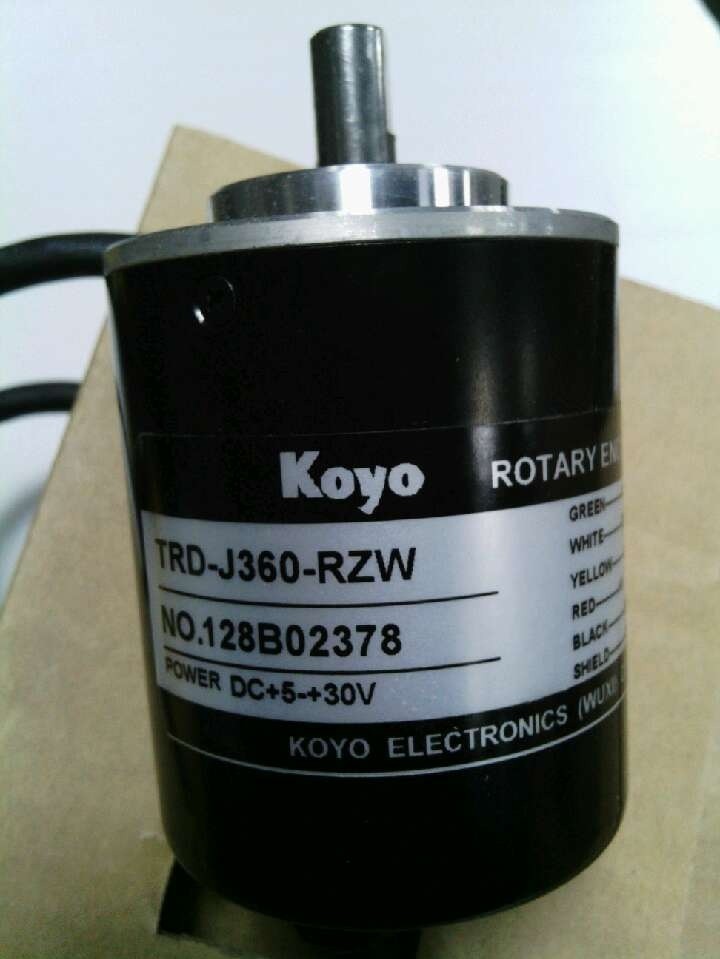 Koyo
ROTARY
TRD-J360-RZW
NO.128B02378
POWER DC+5-+30V
GREEN
WHITE
YELLOW
RED
BLACK
SHIELD
KOYO ELECTRONICS (WUXI)